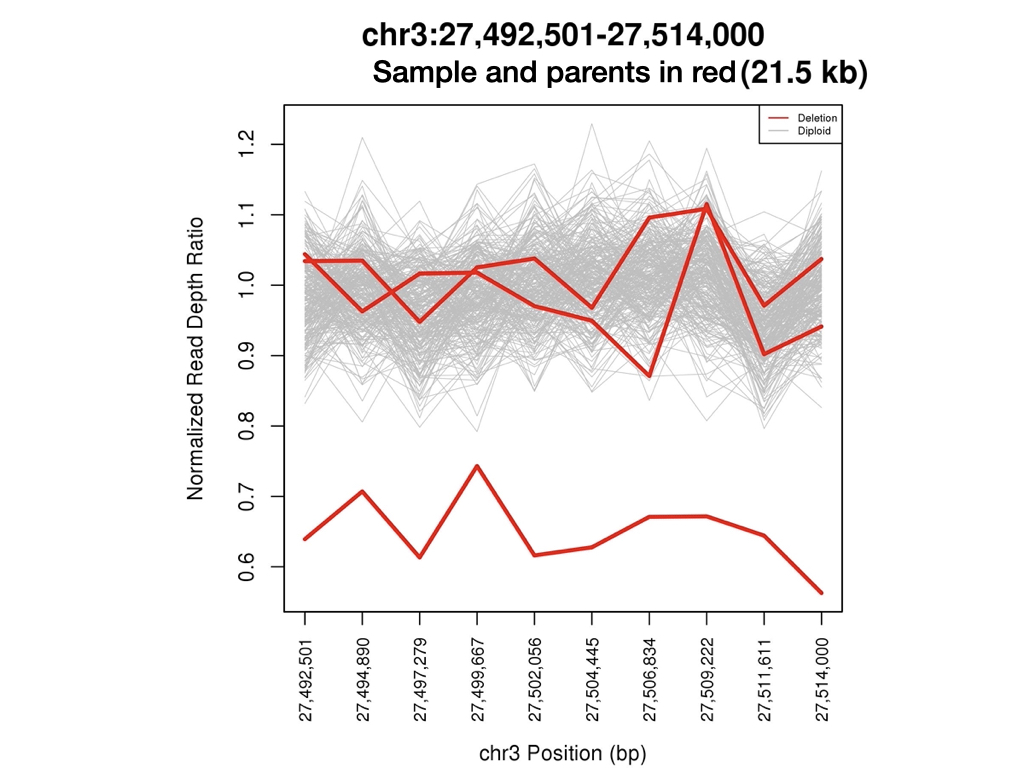 chr3:27,492,501-27,514,000
Sample and parents in red (21.5 kb)
Deletion
Diploid
Normalized Read Depth Ratio
1.2
1.1
1.0
0.9
0.8
0.7
0.6
27,492,501
27,494,890
27,497,279
27,499,667
27,502,056
27,504,445
27,506,834
27,509,222
27,511,611
27,514,000
chr3 Position (bp)